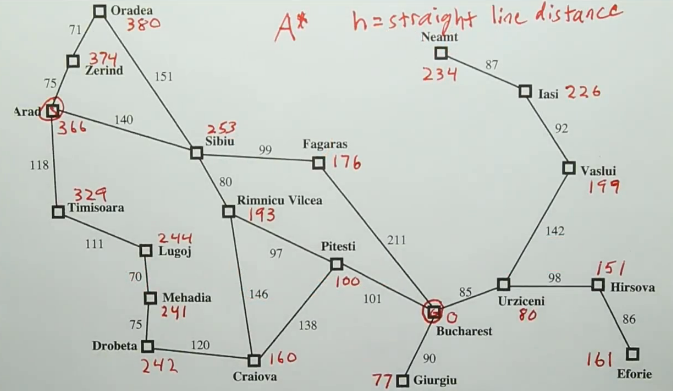 A* h=straight line distance
Oradea
380
71
374
Zerind
75
151
Arad
366
140
253
Sibiu
99
Fagaras
176
118
80
329
Timisoara
Rimnicu Vilcea
193
111
244
Lugoj
97
Pitesti
100
211
70
146
Mehadia
241
101
138
75
Drobeta
242
120
160
Craiova
0
Bucharest
90
77
Giurgiu
85
Urziceni
80
98
151
Hirsova
86
161
Eforie
142
Vaslui
199
92
Iasi 226
87
Neamt
234